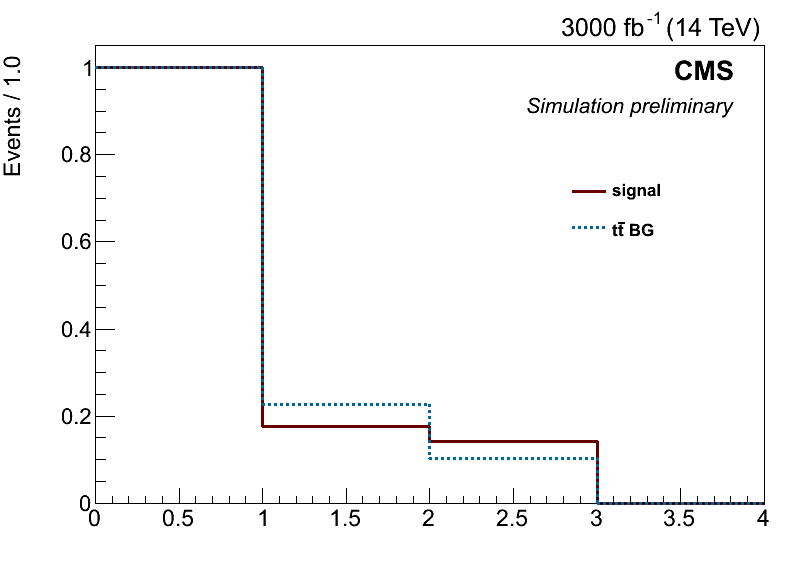 3000 fb⁻¹ (14 TeV)
Events / 1.0
CMS
Simulation preliminary
signal
tt̅ BG
1
0.8
0.6
0.4
0.2
0
0 0.5 1 1.5 2 2.5 3 3.5 4